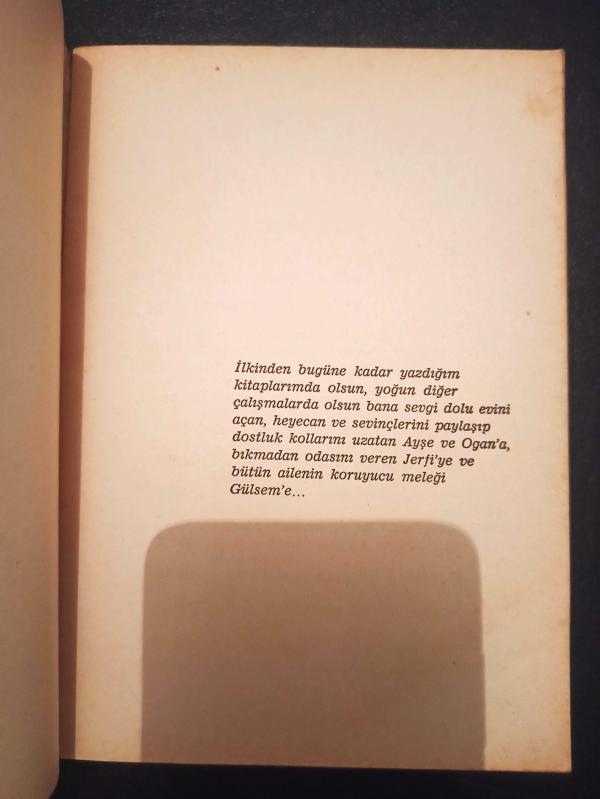 İlkinden bugüne kadar yazdığım
kitaplarımda olsun, yoğun diğer
çalışmalarda olsun bana sevgi dolu evini
açan, heyecan ve sevinçlerini paylaşıp
dostluk kollarını uzatan Ayşe ve Ogan'a,
bıkmadan odasını veren Jerfi'ye ve
bütün ailenin koruyucu meleği
Gülsem'e...